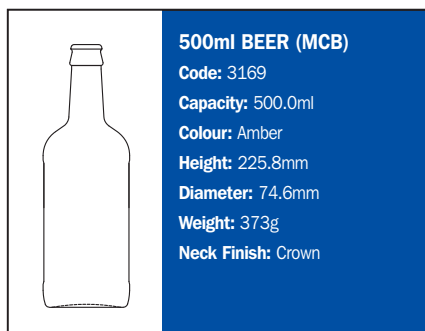 500ml BEER (MCB)
Code: 3169
Capacity: 500.0ml
Colour: Amber
Height: 225.8mm
Diameter: 74.6mm
Weight: 373g
Neck Finish: Crown